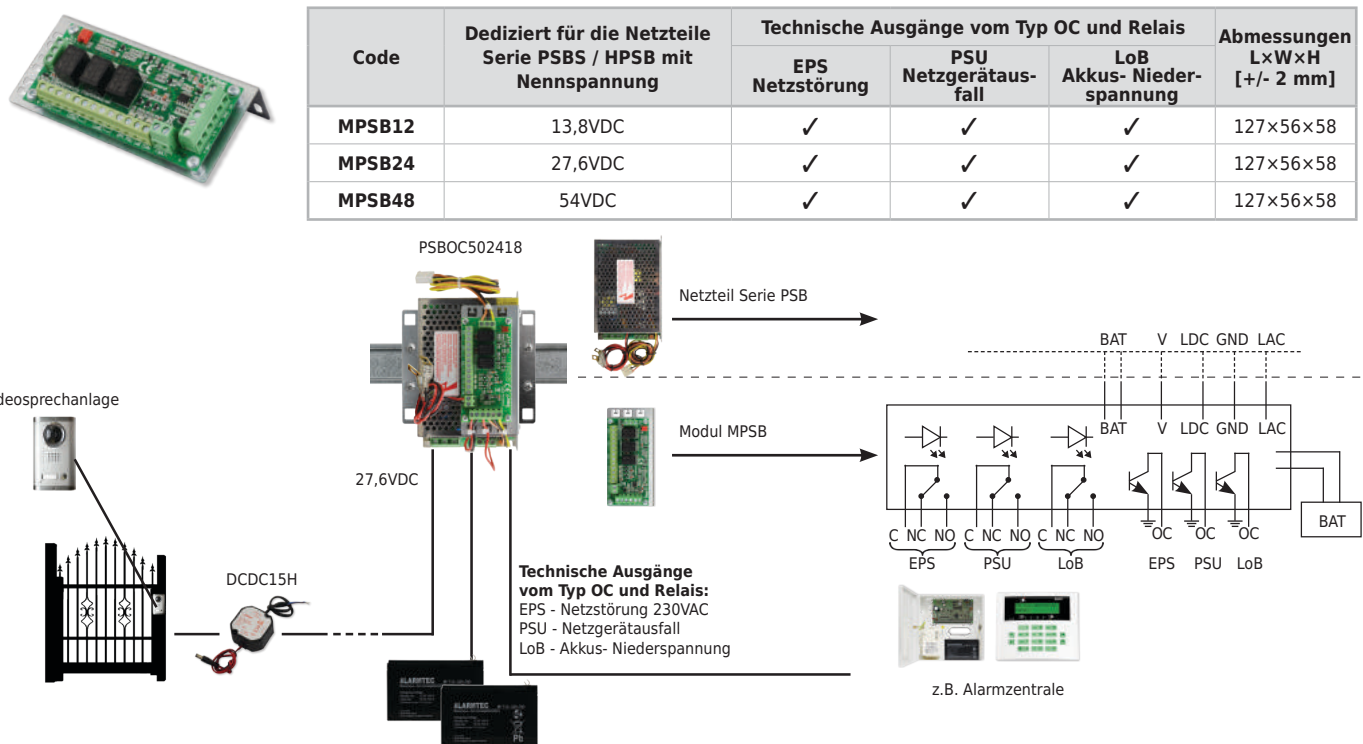 Code
Dediziert für die Netzteile
Serie PSBS / HPSB mit
Nennspannung
Technische Ausgänge vom Typ OC und Relais
EPS
Netzstörung
PSU
Netzgerätaus-
fall
LoB
Akkus- Nieder-
spannung
Abmessungen
L×W×H
[+/- 2 mm]
MPSB12 13,8VDC ✓ ✓ ✓ 127×56×58
MPSB24 27,6VDC ✓ ✓ ✓ 127×56×58
MPSB48 54VDC ✓ ✓ ✓ 127×56×58
PSBOC502418
Netzteil Serie PSB
BAT V LDC GND LAC
deosprechanlage
Modul MPSB
BAT V LDC GND LAC
27,6VDC
BAT
C NC NO C NC NO C NC NO OC OC OC
EPS PSU LoB EPS PSU LoB
DCDC15H
Technische Ausgänge
vom Typ OC und Relais:
EPS - Netzstörung 230VAC
PSU - Netzgerätausfall
LoB - Akkus- Niederspannung
z.B. Alarmzentrale
ALARMTEC
ALARMTEC
Pb